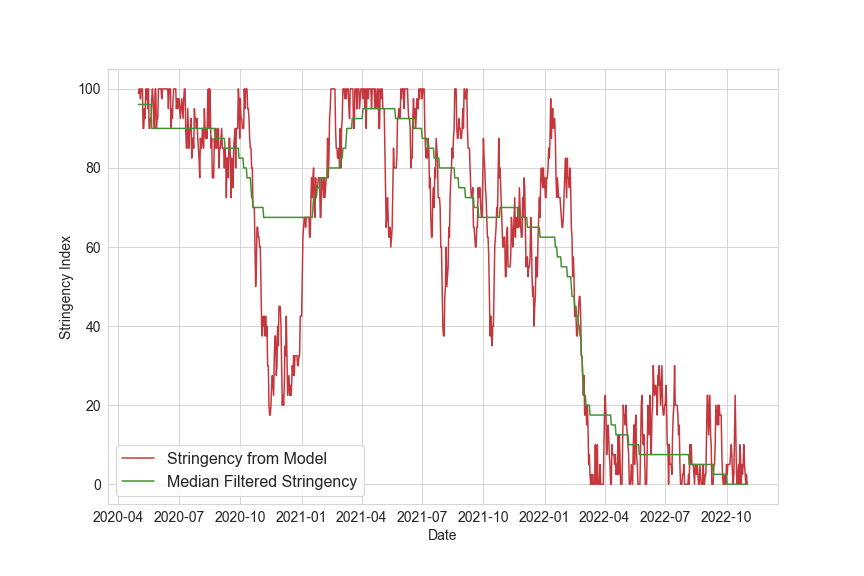 Stringency Index
100
80
60
40
20
0
Stringency from Model
Median Filtered Stringency
2020-04 2020-07 2020-10 2021-01 2021-04 2021-07 2021-10 2022-01 2022-04 2022-07 2022-10
Date